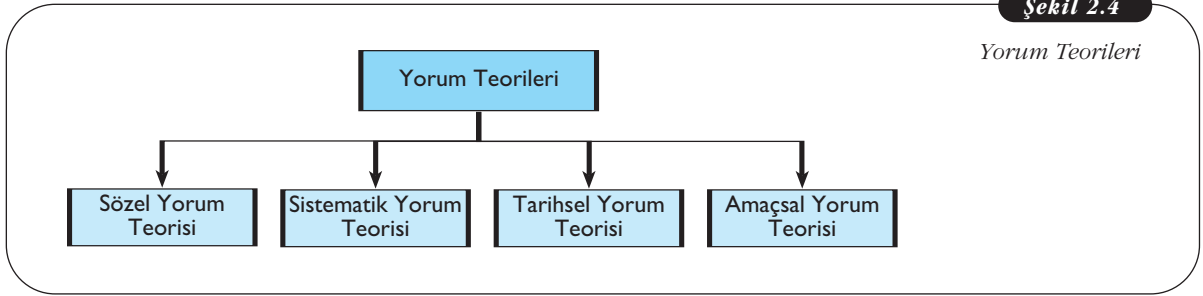 Şekil 2.4
Yorum Teorileri
Yorum Teorileri
Sözel Yorum
Teorisi
Sistematik Yorum
Teorisi
Tarihsel Yorum
Teorisi
Amaçsal Yorum
Teorisi